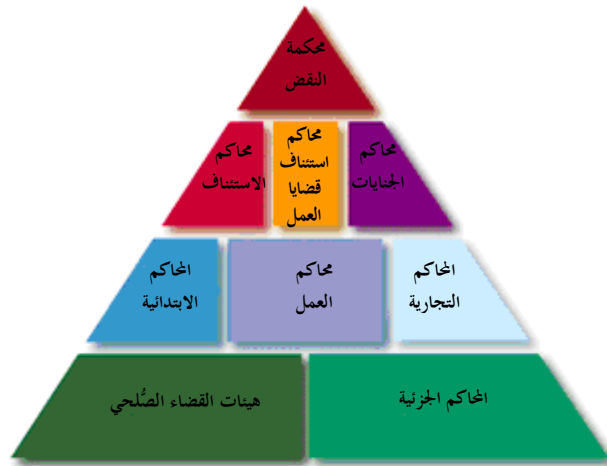 محكمة
النقض
محاكم
الجنايات
محاكم
استئناف
قضايا
العمل
محاكم
الاستئناف
المحاكم
التجارية
محاكم
العمل
المحاكم
الابتدائية
المحاكم الجزئية
هيئات القضاء الصُّلحي